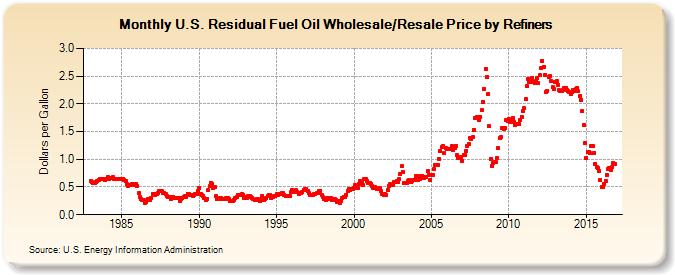 Monthly U.S. Residual Fuel Oil Wholesale/Resale Price by Refiners
Dollars per Gallon
3.0
2.5
2.0
1.5
1.0
0.5
0.0
1985 1990 1995 2000 2005 2010 2015
Source: U.S. Energy Information Administration